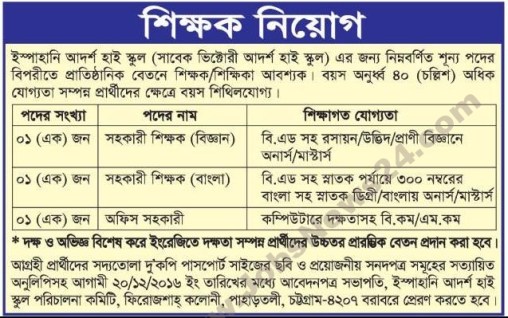 শিক্ষক নিয়োগ
ইস্পাহানি আদর্শ হাই স্কুল (সাবেক ভিক্টোরী আদর্শ হাই স্কুল) এর জন্য নিম্নবর্ণিত শূন্য পদের
বিপরীতে প্রাতিষ্ঠানিক বেতনে শিক্ষক/শিক্ষিকা আবশ্যক। বয়স অনুর্ধ্ব ৪০ (চল্লিশ) অধিক
যোগ্যতা সম্পন্ন প্রার্থীদের ক্ষেত্রে বয়স শিথিলযোগ্য।
পদের সংখ্যা পদের নাম শিক্ষাগত যোগ্যতা
০১ (এক) জন সহকারী শিক্ষক (বিজ্ঞান) বি.এড সহ রসায়ন/উদ্ভিদ/প্রাণী বিজ্ঞানে
অনার্স/মাস্টার্স
০১ (এক) জন সহকারী শিক্ষক (বাংলা) বি.এড সহ স্নাতক পর্যায়ে ৩০০ নম্বরের
বাংলা সহ স্নাতক ডিগ্রী/বাংলায় অনার্স/মাস্টার্স
০১ (এক) জন অফিস সহকারী কম্পিউটারে দক্ষতাসহ বি.কম/এম.কম
* দক্ষ ও অভিজ্ঞ বিশেষ করে ইংরেজিতে দক্ষতা সম্পন্ন প্রার্থীদের উচ্চতর প্রারম্ভিক বেতন প্রদান করা হবে।
আগ্রহী প্রার্থীদের সদ্যতোলা দু'কপি পাসপোর্ট সাইজের ছবি ও প্রয়োজনীয় সনদপত্র সমূহের সত্যায়িত
অনুলিপিসহ আগামী ২০/১২/২০১৬ ইং তারিখের মধ্যে আবেদনপত্র সভাপতি, ইস্পাহানি আদর্শ হাই
স্কুল পরিচালনা কমিটি, ফিরোজশাহ্ কলোনী, পাহাড়তলী, চট্টগ্রাম-৪২০৭ বরাবরে প্রেরণ করতে হবে।
JobsNews24.com